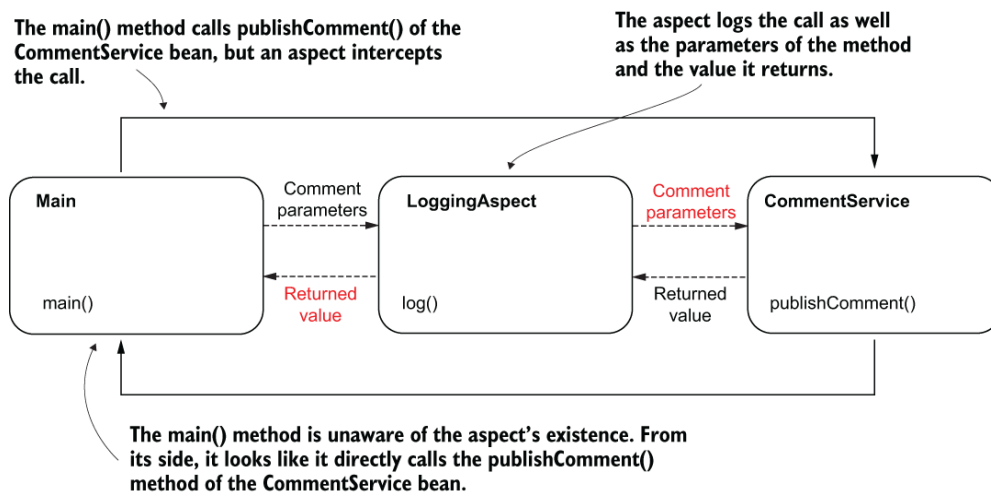 The main() method calls publishComment() of the
CommentService bean, but an aspect intercepts
the call.
The aspect logs the call as well
as the parameters of the method
and the value it returns.
Main
main()
Comment
parameters
Returned
value
LoggingAspect
log()
Comment
parameters
Returned
value
CommentService
publishComment()
The main() method is unaware of the aspect's existence. From
its side, it looks like it directly calls the publishComment()
method of the CommentService bean.